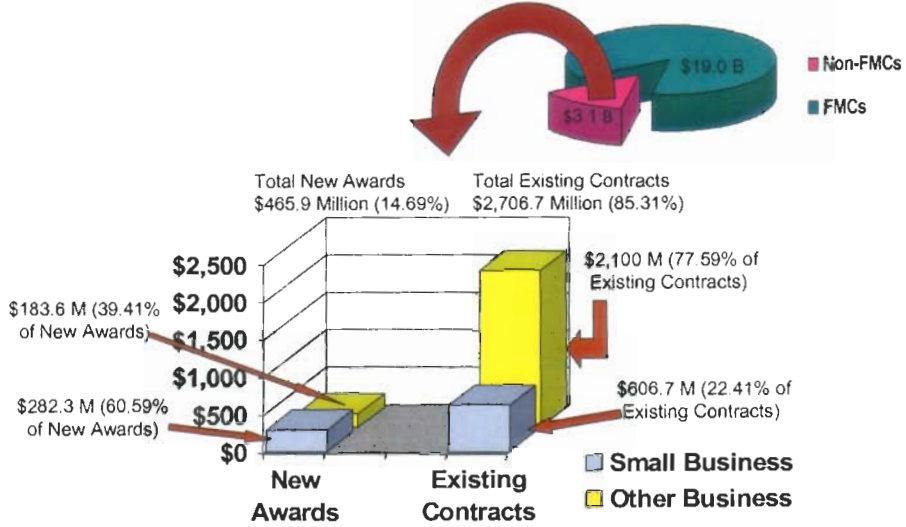 $19.0 B
$3.1 B
Non-FMCs
FMCs
Total New Awards
$465.9 Million (14.69%)
Total Existing Contracts
$2,706.7 Million (85.31%)
$2,500
$2,000
$1,500
$1,000
$500
$0
$183.6 M (39.41%
of New Awards)
$282.3 M (60.59%
of New Awards)
$2,100 M (77.59% of
Existing Contracts)
$606.7 M (22.41% of
Existing Contracts)
New
Awards
Existing
Contracts
Small Business
Other Business